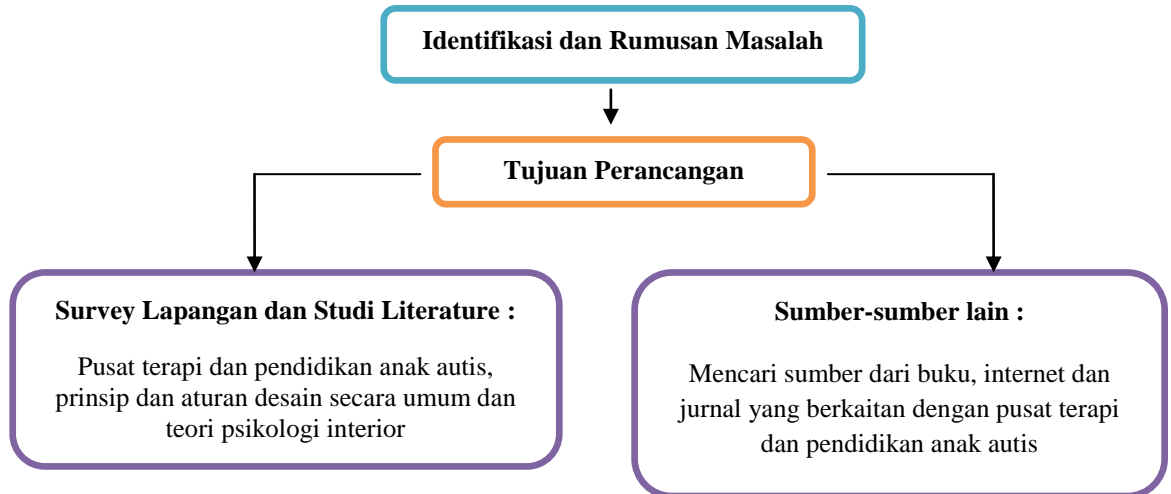 Identifikasi dan Rumusan Masalah
Tujuan Perancangan
Survey Lapangan dan Studi Literature :
Pusat terapi dan pendidikan anak autis,
prinsip dan aturan desain secara umum dan
teori psikologi interior
Sumber-sumber lain :
Mencari sumber dari buku, internet dan
jurnal yang berkaitan dengan pusat terapi
dan pendidikan anak autis